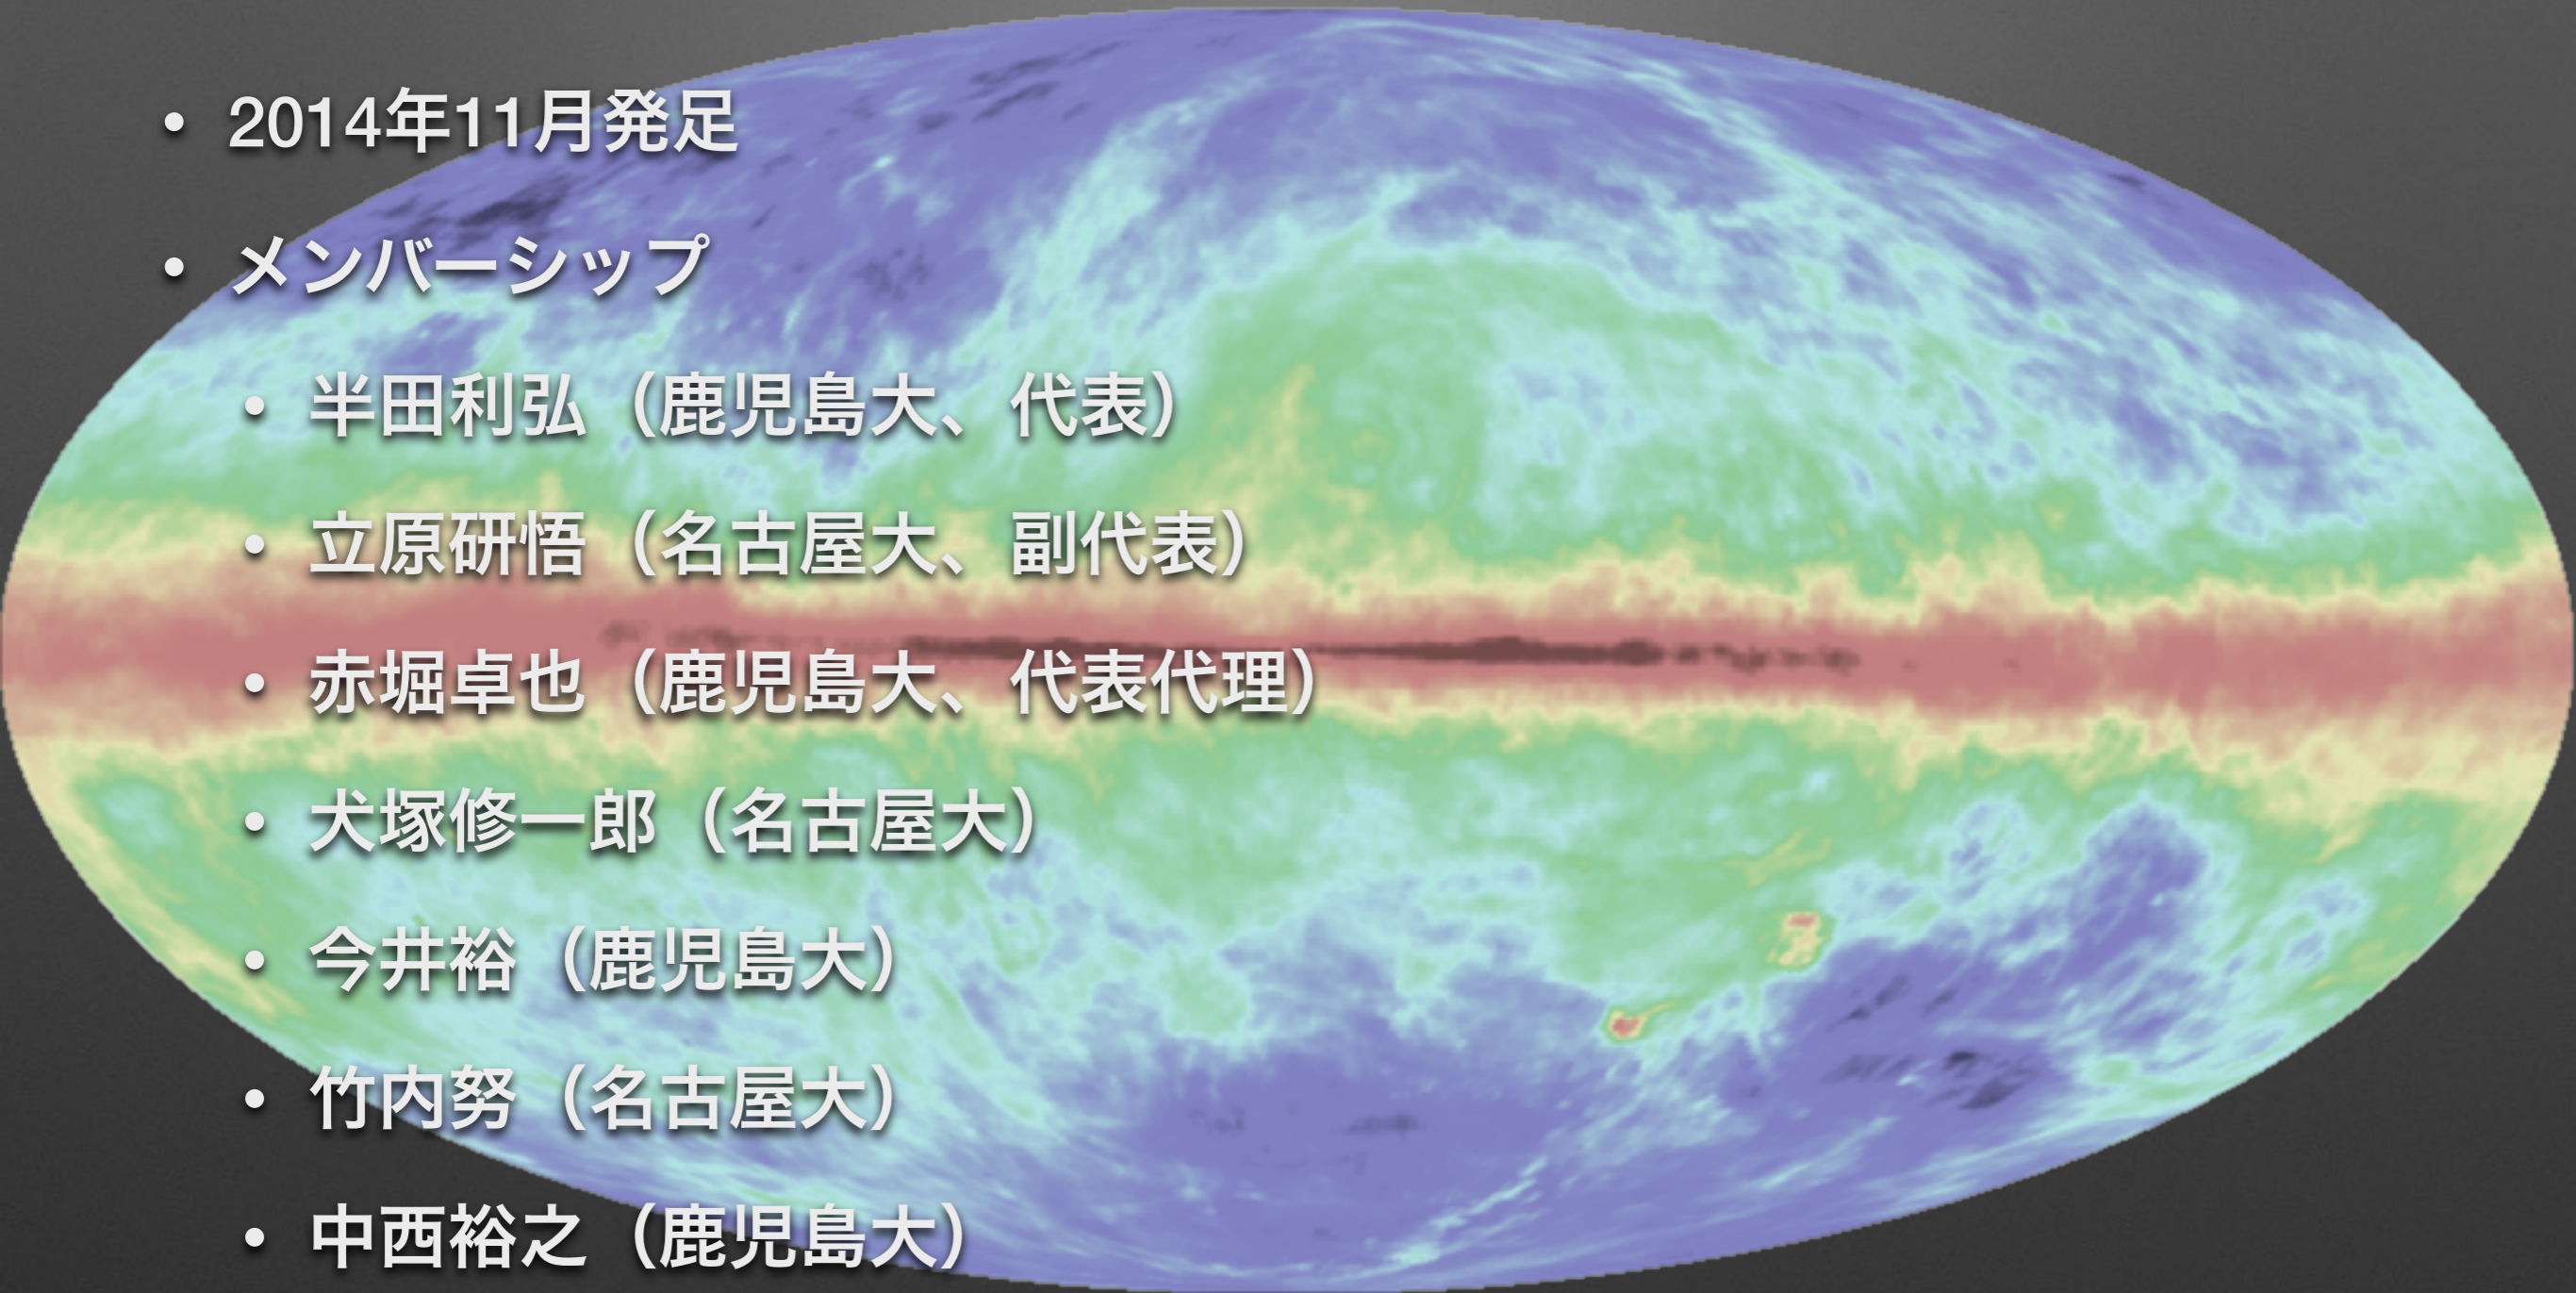 • 2014年11月発足
• メンバーシップ
• 半田利弘（鹿児島大、代表）
• 立原研悟（名古屋大、副代表）
• 赤堀卓也（鹿児島大、代表代理）
• 犬塚修一郎（名古屋大）
• 今井裕（鹿児島大）
• 竹内努（名古屋大）
• 中西裕之（鹿児島大）